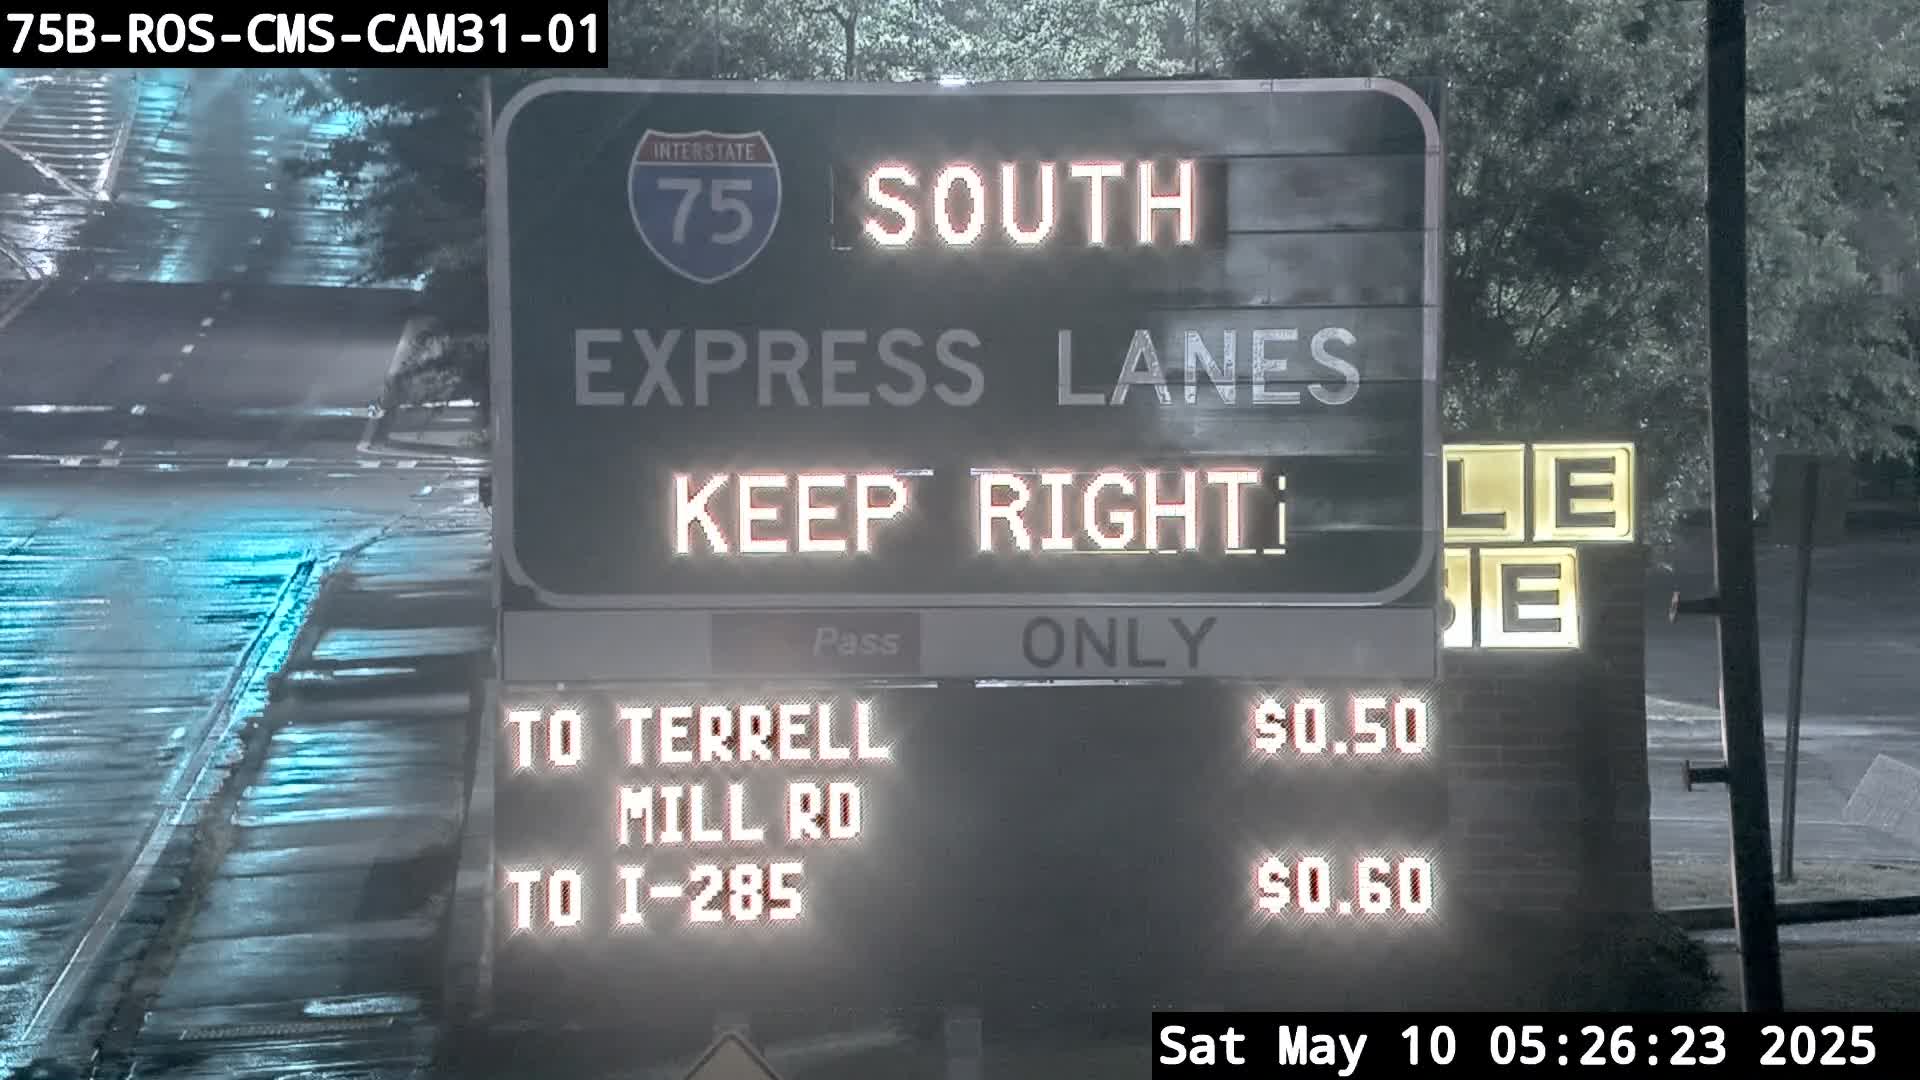 75B-ROS-CMS-CAM31-01
INTERSTATE
75
SOUTH
EXPRESS LANES
KEEP RIGHT
Pass ONLY
TO TERRELL $0.50
MILL RD
TO I-285 $0.60
LE
E
Sat May 10 05:26:23 2025